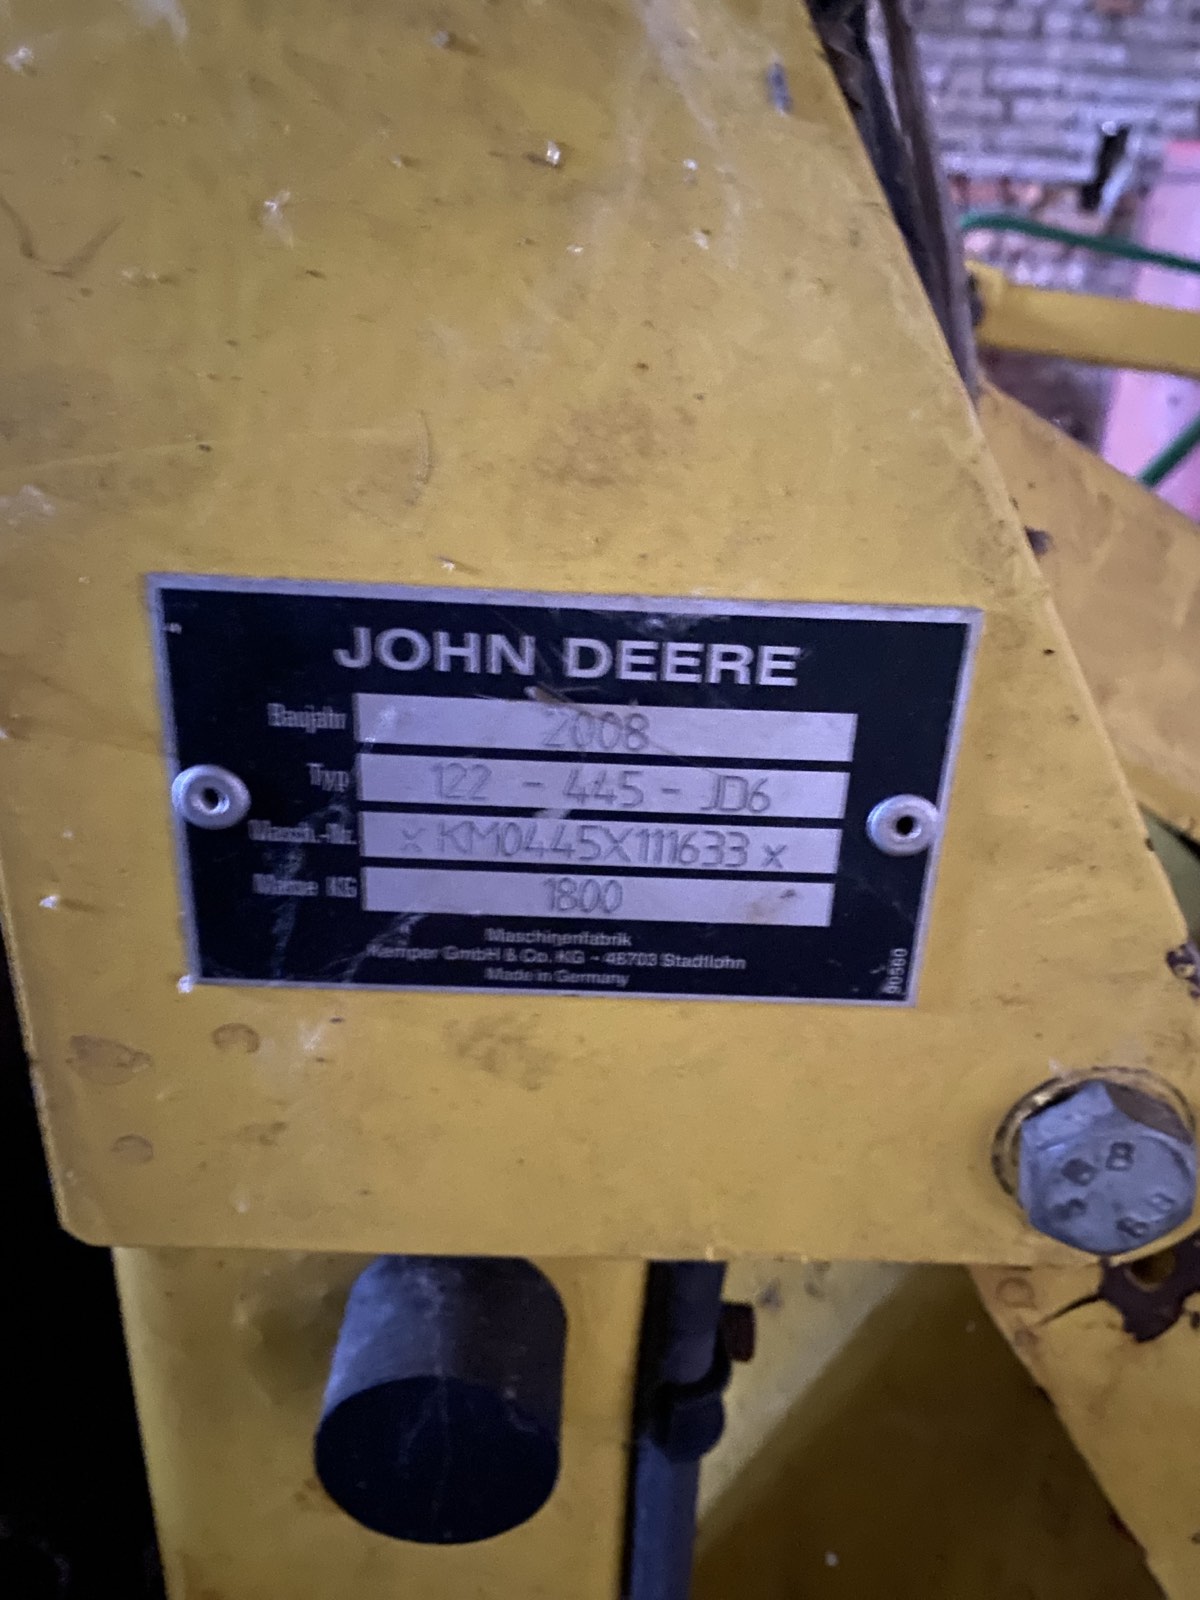 JOHN DEERE
Baujahr 2008
Typ 122 - 445 - JD6
Masch.-Nr. x KM0445X111633 x
Masse KG 1800
Maschinenfabrik
Kemper GmbH & Co. KG - 48703 Stadtlohn
Made in Germany
90560
8.8